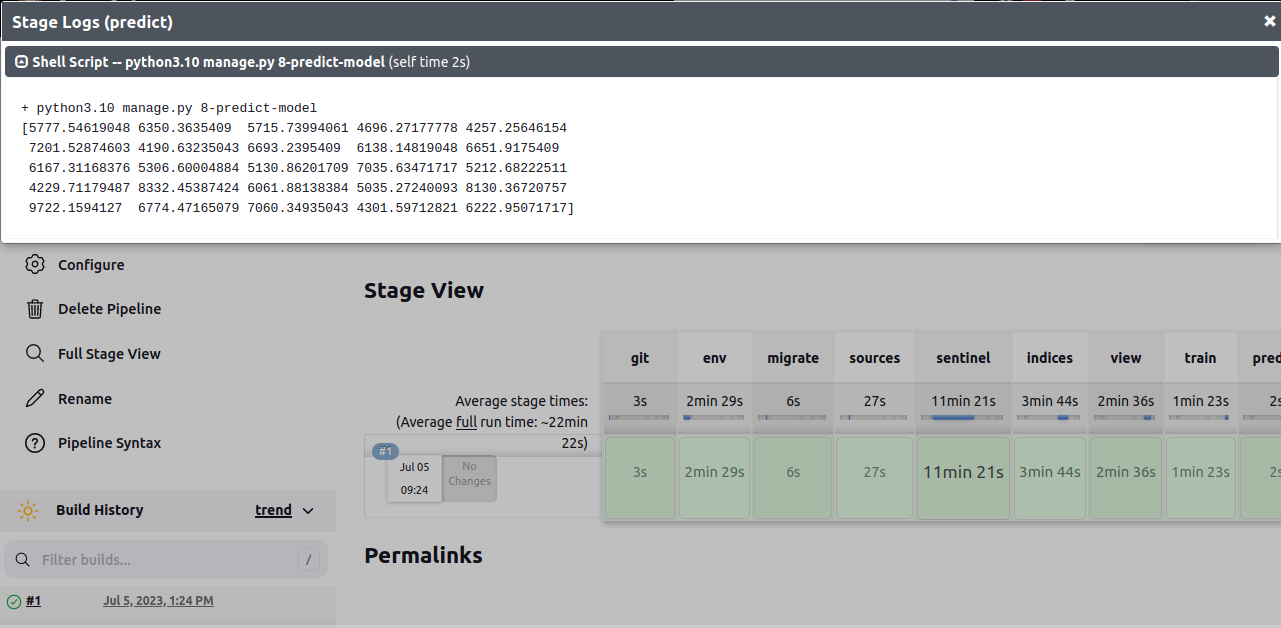 Stage Logs (predict)
Shell Script -- python3.10 manage.py 8-predict-model (self time 2s)
+ python3.10 manage.py 8-predict-model
[5777.54619048 6350.3635409  5715.73994061 4696.27177778 4257.25646154
 7201.52874603 4190.63235043 6693.2395409  6138.14819048 6651.9175409
 6167.31168376 5306.60004884 5130.86201709 7035.63471717 5212.68222511
 4229.71179487 8332.45387424 6061.88138384 5035.27240093 8130.36720757
 9722.1594127  6774.47165079 7060.34935043 4301.59712821 6222.95071717]
Configure
Delete Pipeline
Full Stage View
Rename
Pipeline Syntax
Build History trend
Filter builds... /
#1 Jul 5, 2023, 1:24 PM
Stage View
git env migrate sources sentinel indices view train pred
Average stage times:
(Average full run time: ~22min
22s)
3s 2min 29s 6s 27s 11min 21s 3min 44s 2min 36s 1min 23s 2s
#1
Jul 05
09:24
No
Changes
3s 2min 29s 6s 27s 11min 21s 3min 44s 2min 36s 1min 23s 2s
Permalinks